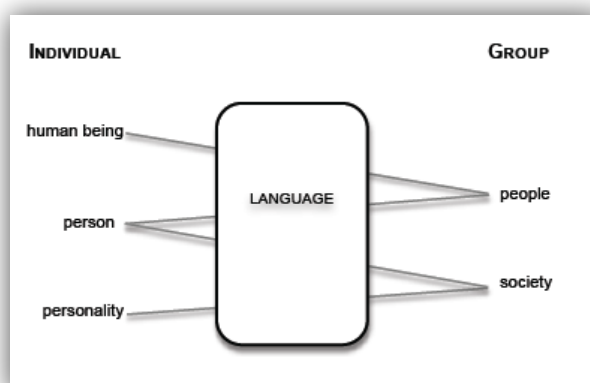 INDIVIDUAL
GROUP
human being
LANGUAGE
people
person
society
personality